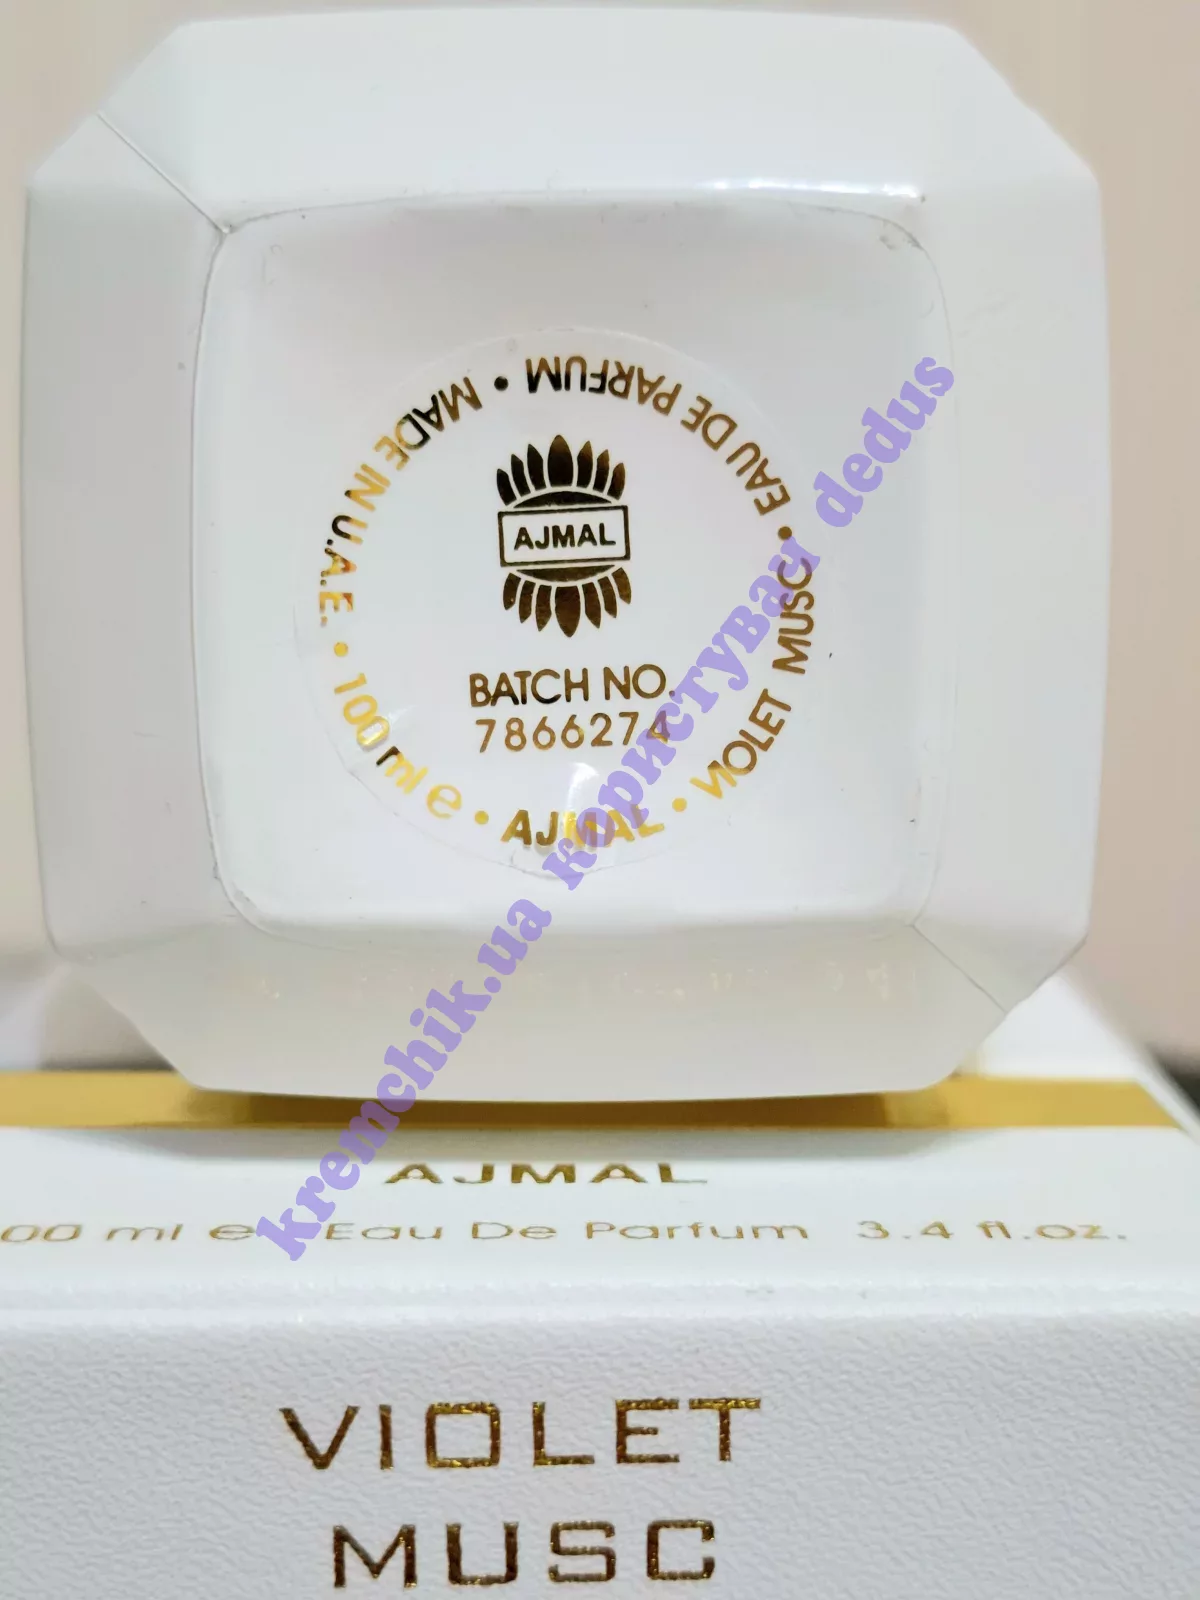 AJMAL
BATCH NO.
7866274
AJMAL • VIOLET MUSC • EAU DE PARFUM • MADE IN U.A.E. • 100 ml e •
kremchik.ua користувач dedus
AJMAL
00 ml e Eau De Parfum 3.4 fl.oz.
VIOLET
MUSC